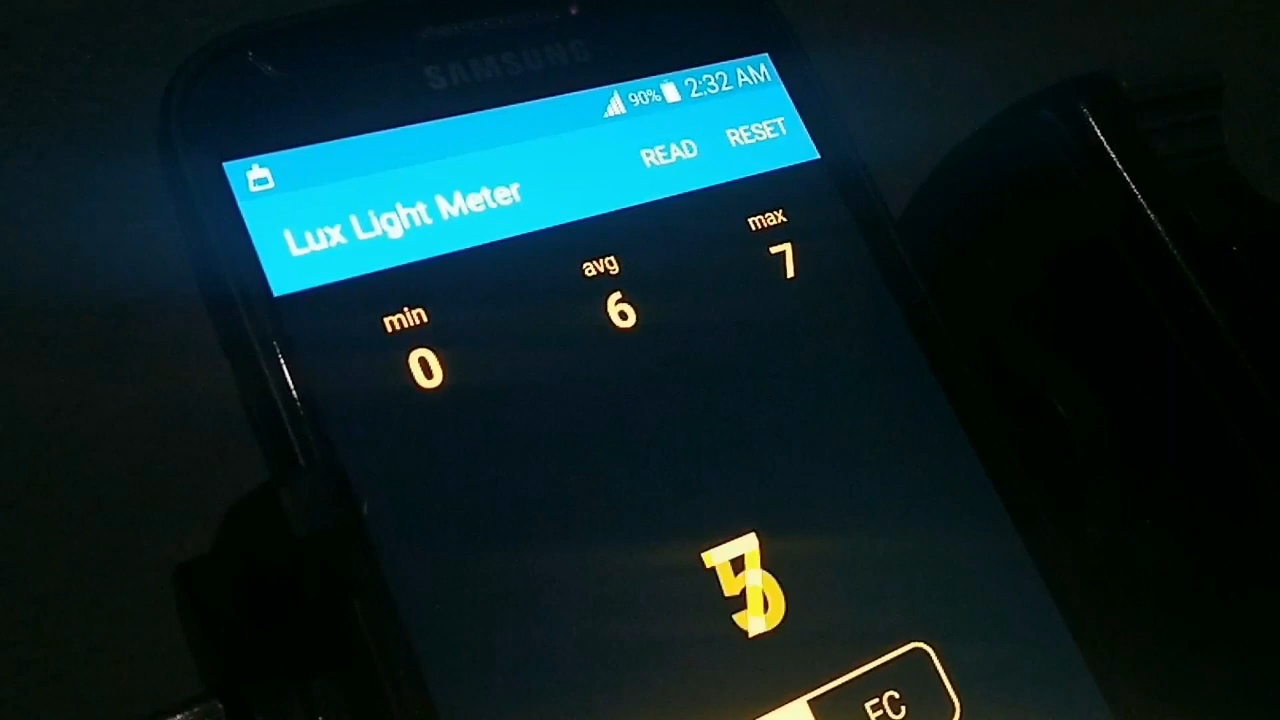 SAMSUNG
90% 2:32 AM
Lux Light Meter READ RESET
min avg max
0 6 7
FC